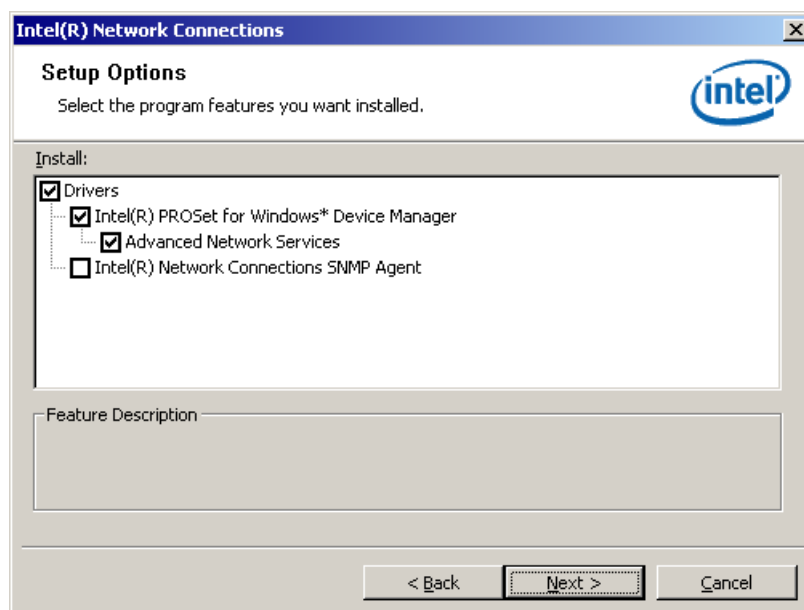 Intel(R) Network Connections
Setup Options
Select the program features you want installed.
intel
Install:
Drivers
Intel(R) PROSet for Windows* Device Manager
Advanced Network Services
Intel(R) Network Connections SNMP Agent
Feature Description
< Back
Next >
Cancel